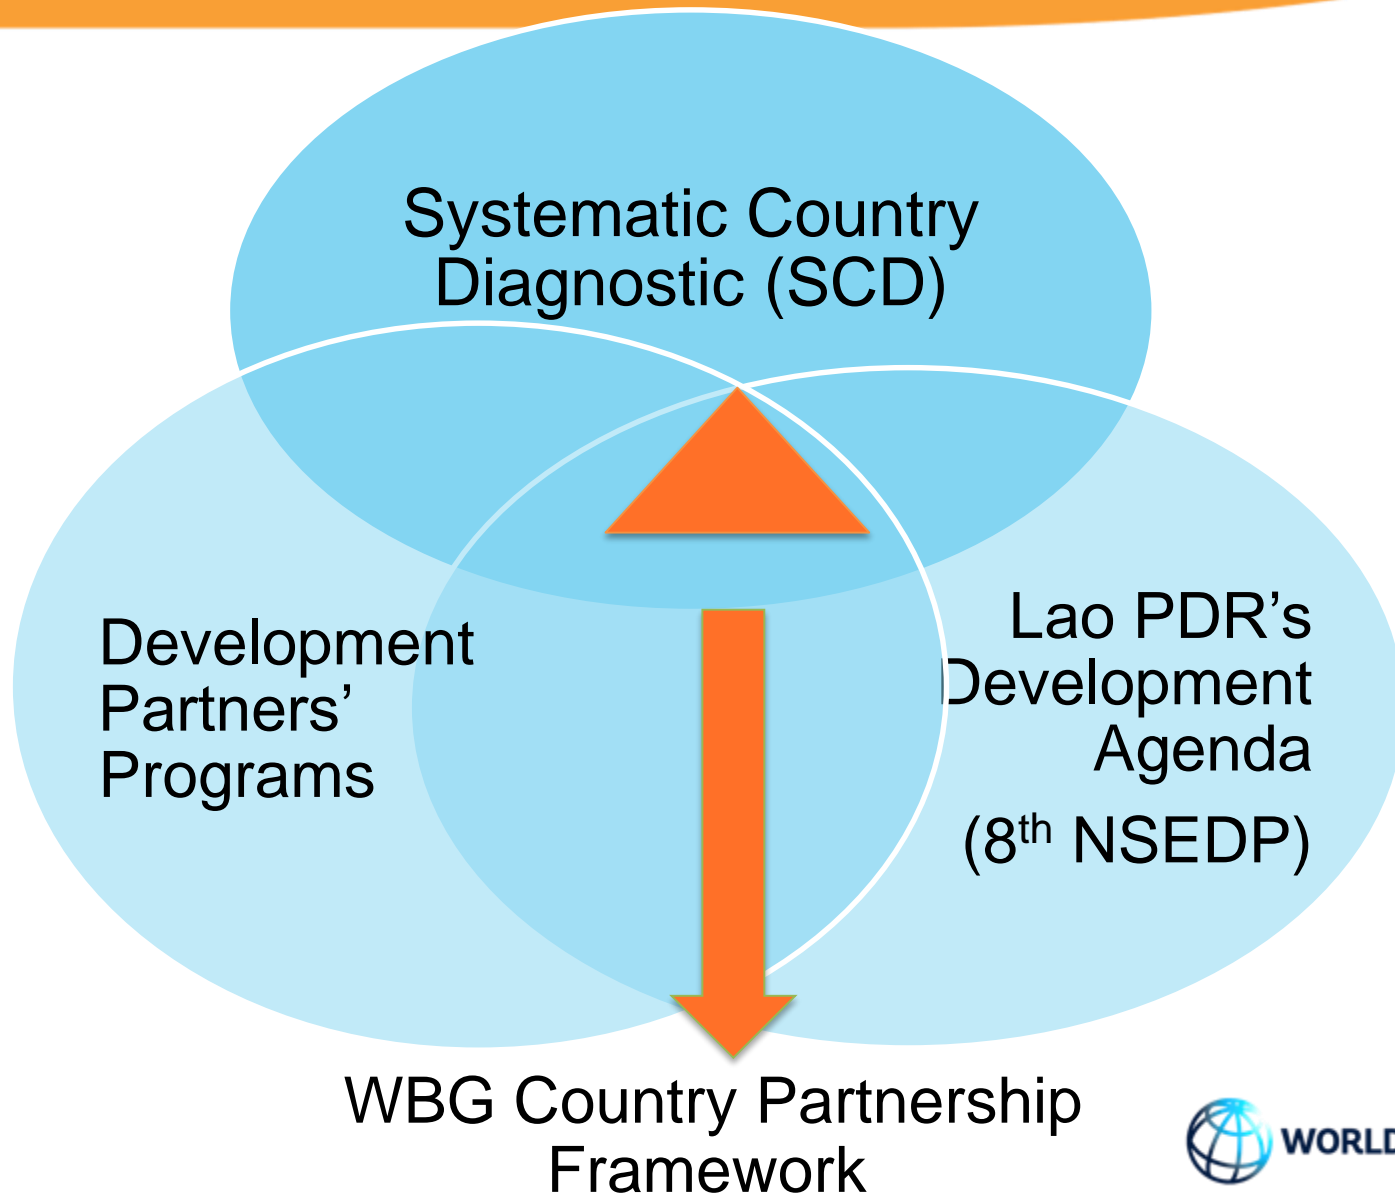 Systematic Country
Diagnostic (SCD)
Development
Partners’
Programs
Lao PDR’s
Development
Agenda
(8th NSEDP)
WBG Country Partnership
Framework
WORLD